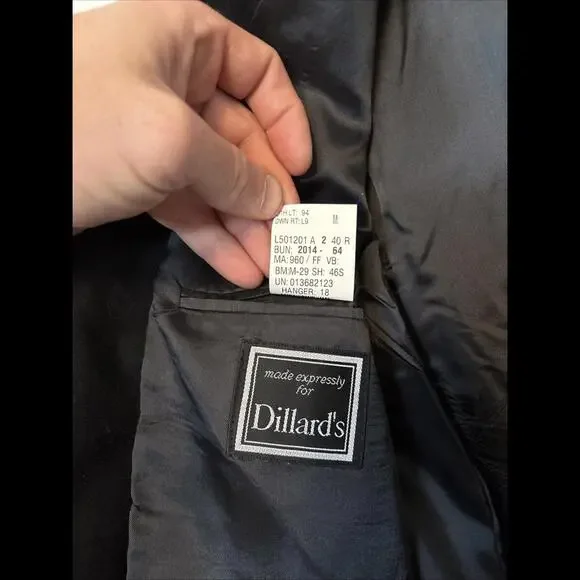 LT: 94 M
DWN RT: L9
L501201 A 2 40 R
BUN: 2014 - 64
MA: 960 / FF VB:
BM:M-29 SH: 46S
UN: 013682123
HANGER: 18
made expressly
for
Dillard's